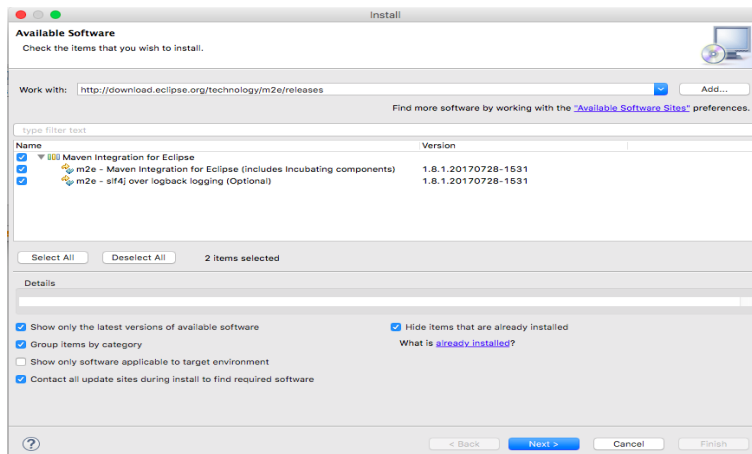 Install
Available Software
Check the items that you wish to install.
Work with: http://download.eclipse.org/technology/m2e/releases Add...
Find more software by working with the "Available Software Sites" preferences.
type filter text
Name Version
Maven Integration for Eclipse
m2e - Maven Integration for Eclipse (includes Incubating components) 1.8.1.20170728-1531
m2e - slf4j over logback logging (Optional) 1.8.1.20170728-1531
Select All Deselect All 2 items selected
Details
Show only the latest versions of available software Hide items that are already installed
Group items by category What is already installed?
Show only software applicable to target environment
Contact all update sites during install to find required software
? < Back Next > Cancel Finish